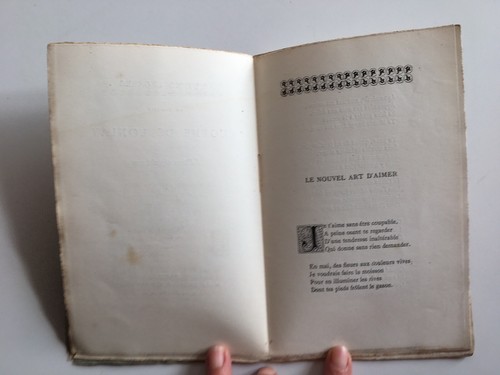 LE NOUVEL ART D'AIMER
Je t'aime sans être coupable,
A peine osant te regarder
D'une tendresse inaltérable
Qui donne sans rien demander.
En mai, des fleurs aux couleurs vives,
Je voudrais faire la moisson
Pour en illuminer les rives
Dont tes pieds frôlent le gazon.